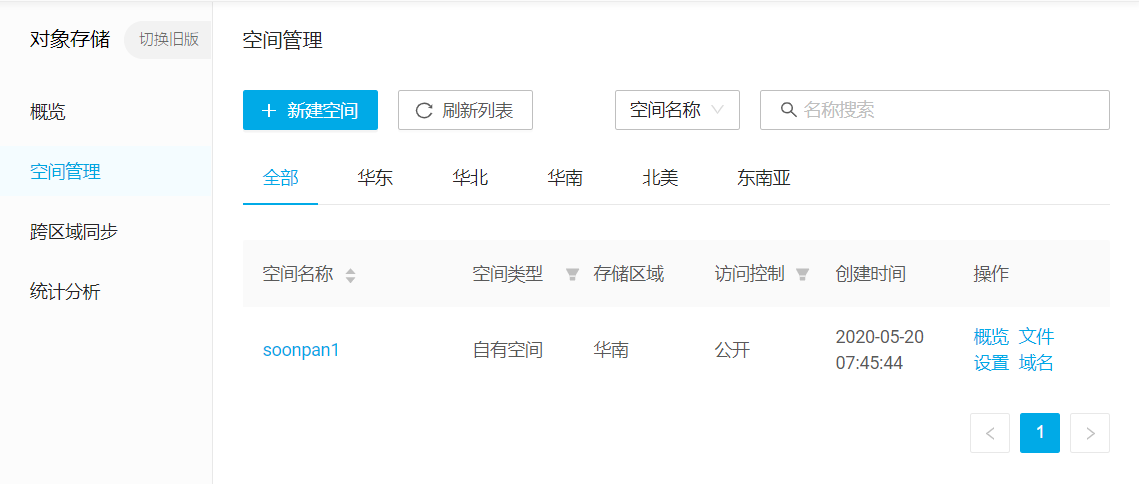 对象存储
切换旧版
概览
空间管理
跨区域同步
统计分析
空间管理
新建空间
刷新列表
空间名称
名称搜索
全部 华东 华北 华南 北美 东南亚
空间名称 空间类型 存储区域 访问控制 创建时间 操作
soonpan1 自有空间 华南 公开
2020-05-20
07:45:44
概览 文件
设置 域名
1